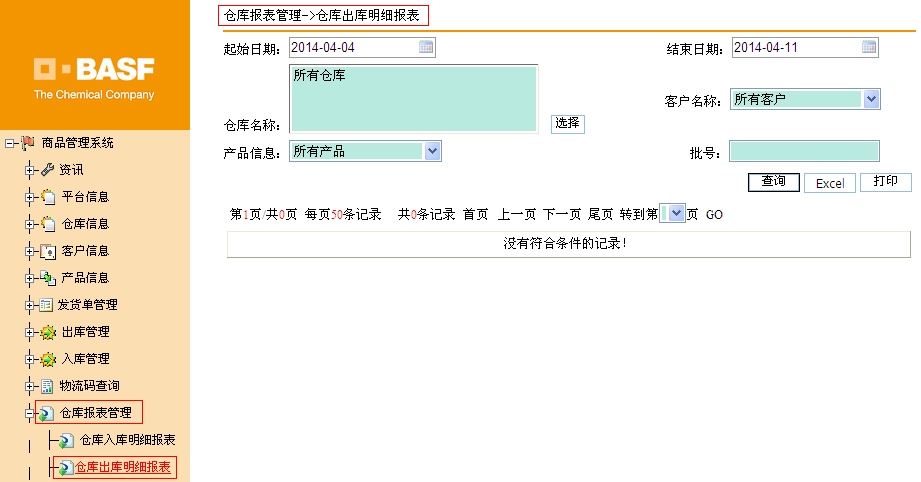 BASF
The Chemical Company
商品管理系统
资讯
平台信息
仓库信息
客户信息
产品信息
发货单管理
出库管理
入库管理
物流码查询
仓库报表管理
仓库入库明细报表
仓库出库明细报表
仓库报表管理->仓库出库明细报表
起始日期: 2014-04-04 结束日期: 2014-04-11
仓库名称: 所有仓库 选择 客户名称: 所有客户
产品信息: 所有产品 批号:
查询 Excel 打印
第1页/共0页 每页50条记录 共0条记录 首页 上一页 下一页 尾页 转到第 页 GO
没有符合条件的记录!